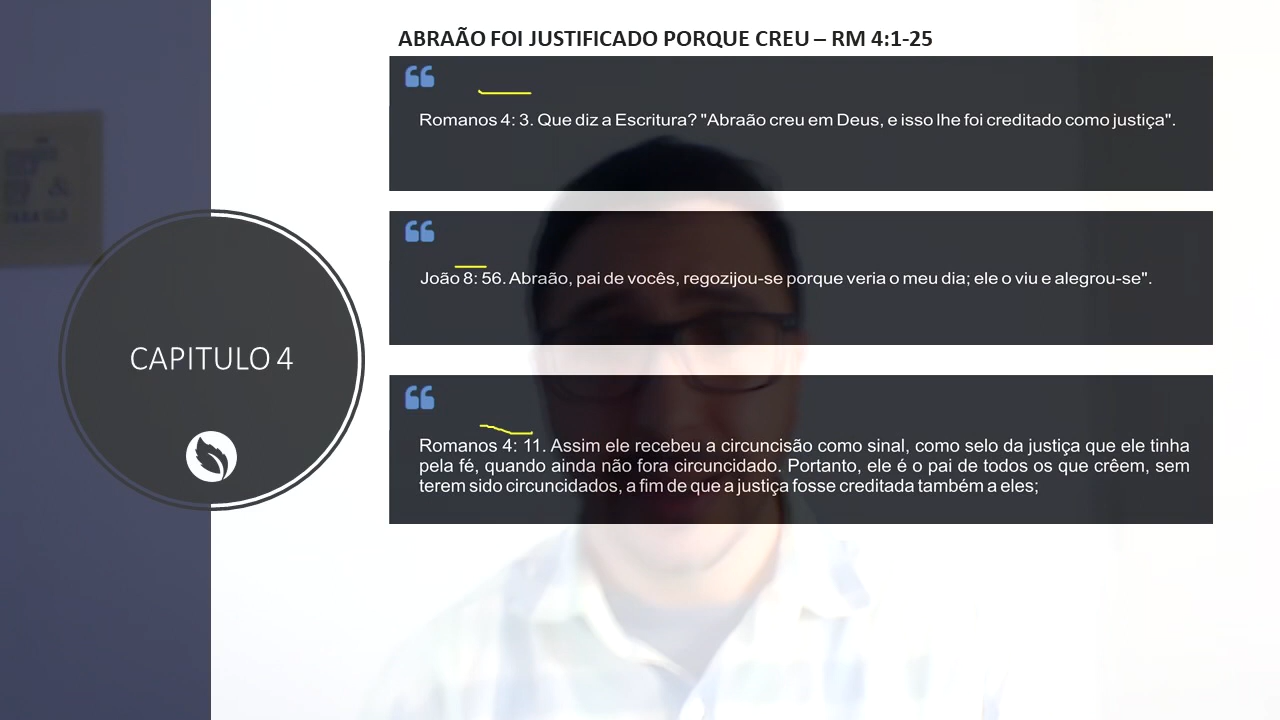 ABRAÃO FOI JUSTIFICADO PORQUE CREU – RM 4:1-25
Romanos 4: 3. Que diz a Escritura? "Abraão creu em Deus, e isso lhe foi creditado como justiça".
João 8: 56. Abraão, pai de vocês, regozijou-se porque veria o meu dia; ele o viu e alegrou-se".
CAPITULO 4
Romanos 4: 11. Assim ele recebeu a circuncisão como sinal, como selo da justiça que ele tinha
pela fé, quando ainda não fora circuncidado. Portanto, ele é o pai de todos os que crêem, sem
terem sido circuncidados, a fim de que a justiça fosse creditada também a eles;